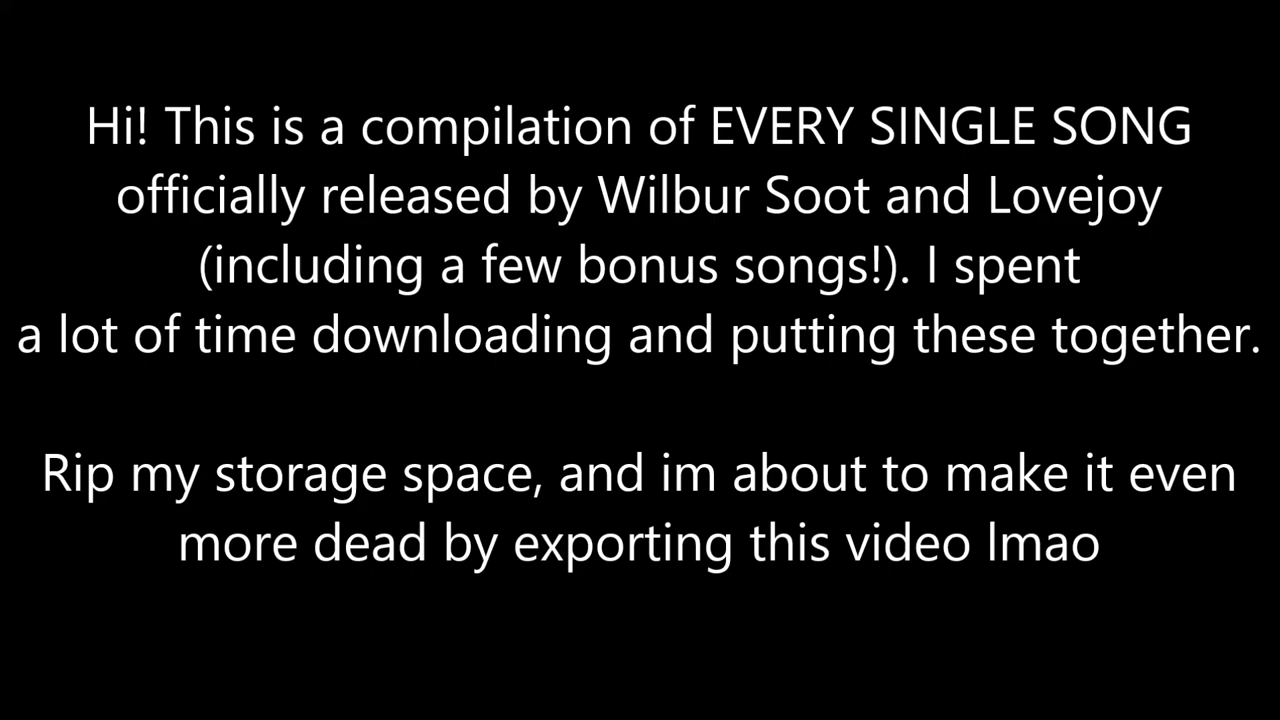 Hi! This is a compilation of EVERY SINGLE SONG
officially released by Wilbur Soot and Lovejoy
(including a few bonus songs!). I spent
a lot of time downloading and putting these together.
Rip my storage space, and im about to make it even
more dead by exporting this video lmao